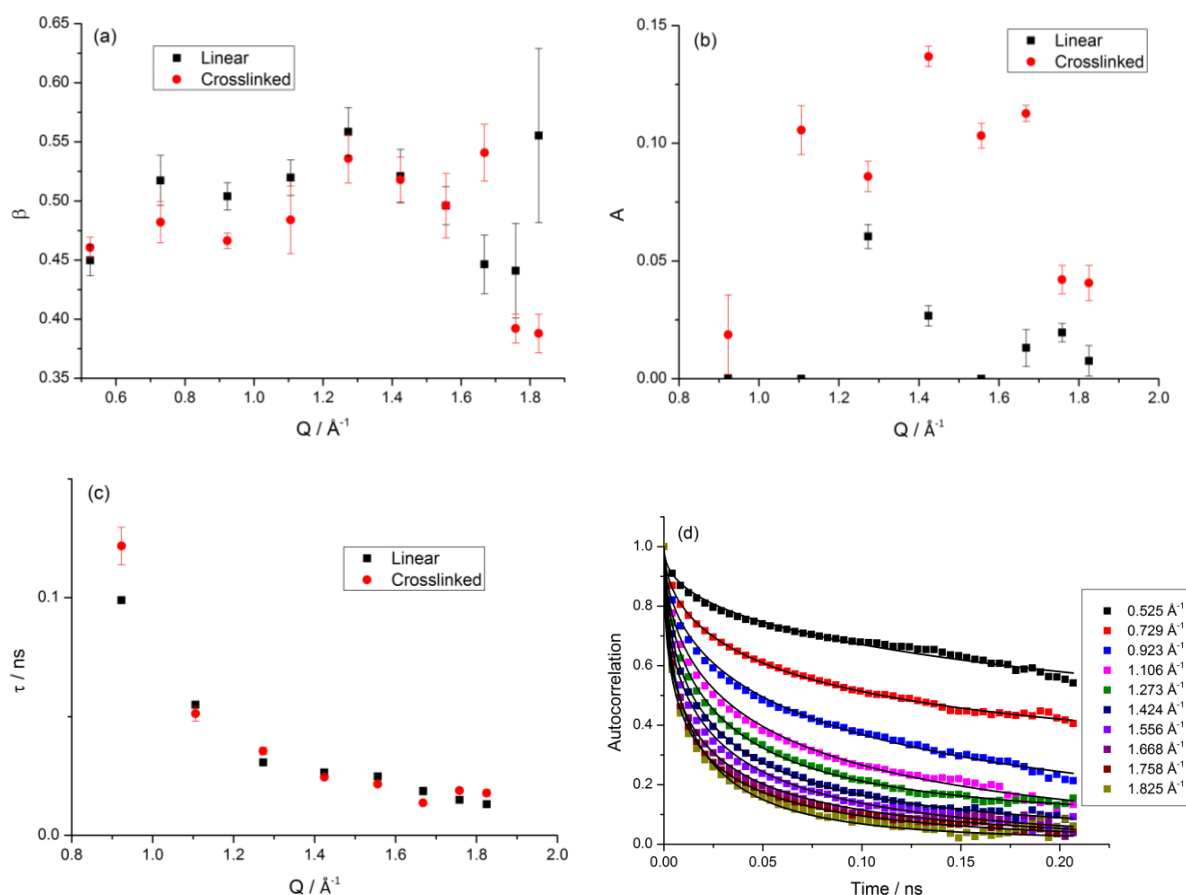 (a)
Linear
Crosslinked
0.65
0.60
0.55
0.50
0.45
0.40
0.35
β
0.6 0.8 1.0 1.2 1.4 1.6 1.8
Q / Å⁻¹
(b)
Linear
Crosslinked
0.15
0.10
0.05
0.00
A
0.8 1.0 1.2 1.4 1.6 1.8 2.0
Q / Å⁻¹
(c)
Linear
Crosslinked
0.1
0.0
τ / ns
0.8 1.0 1.2 1.4 1.6 1.8 2.0
Q / Å⁻¹
(d)
1.0
0.8
0.6
0.4
0.2
0.0
Autocorrelation
0.00 0.05 0.10 0.15 0.20
Time / ns
0.525 Å⁻¹
0.729 Å⁻¹
0.923 Å⁻¹
1.106 Å⁻¹
1.273 Å⁻¹
1.424 Å⁻¹
1.556 Å⁻¹
1.668 Å⁻¹
1.758 Å⁻¹
1.825 Å⁻¹